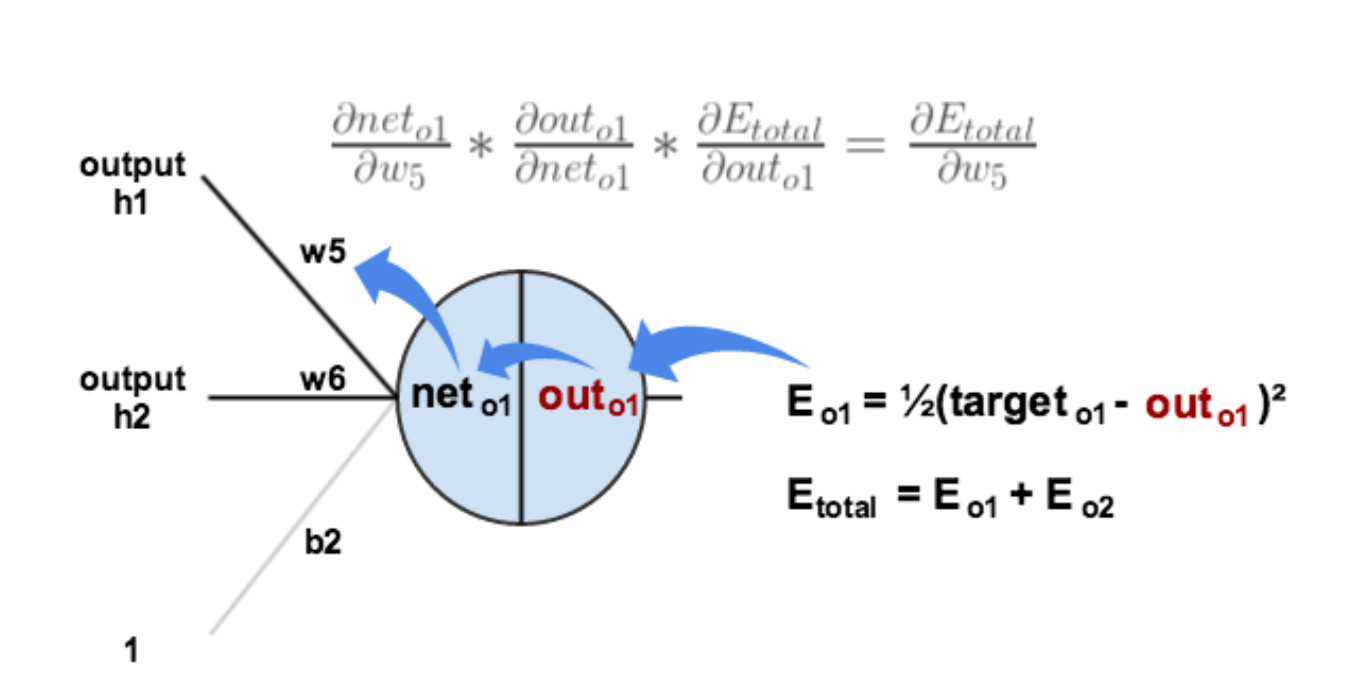 ∂net_o1/∂w₅ * ∂out_o1/∂net_o1 * ∂E_total/∂out_o1 = ∂E_total/∂w₅
output
h1
w5
output
h2
w6
net o1
out o1
E o1 = ½(target o1 - out o1)²
E total = E o1 + E o2
b2
1